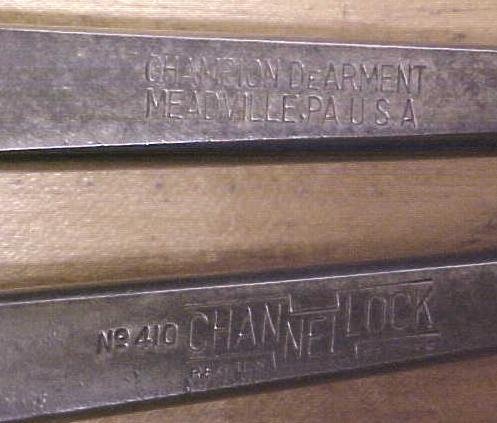 CHAMPION DEARMENT
MEADVILLE, PA U S A
Nº 410 CHANNELLOCK